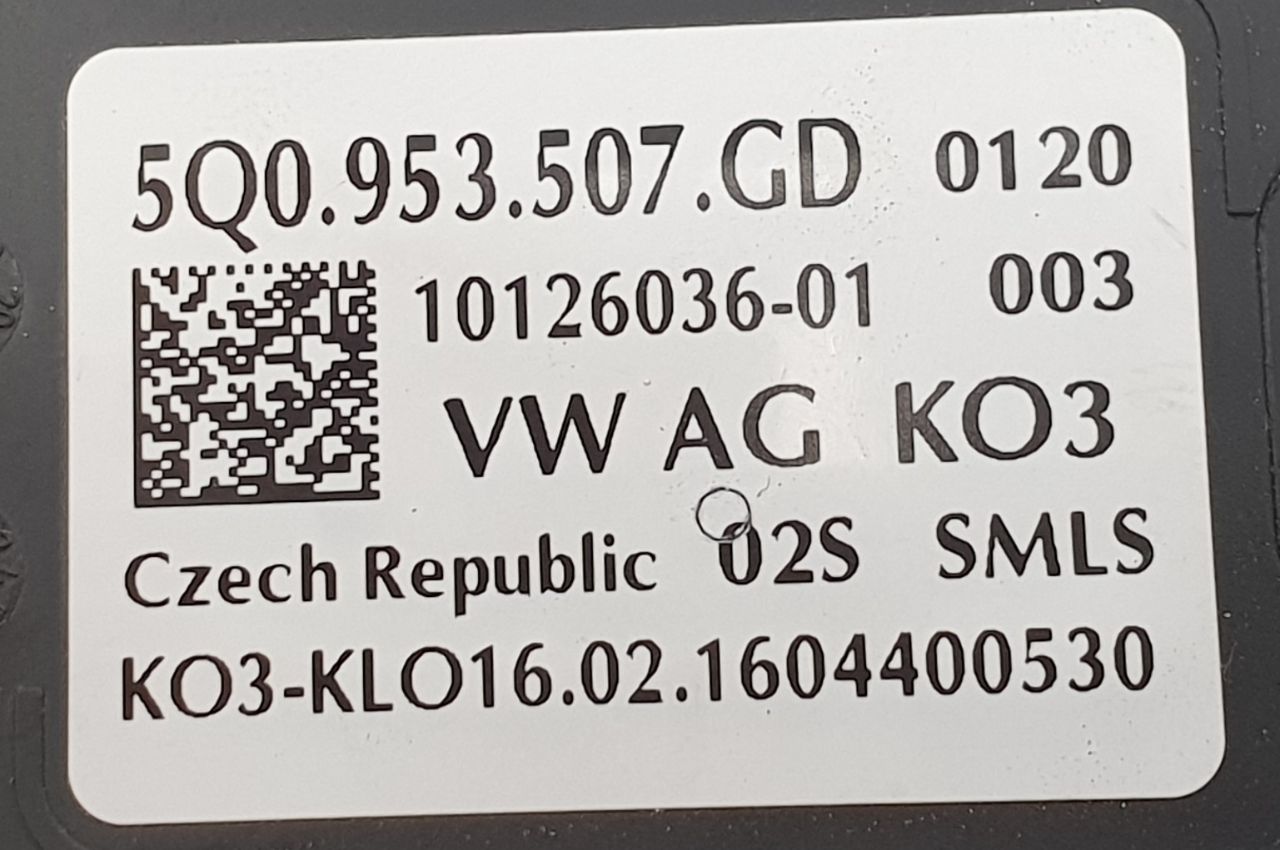 5Q0.953.507.GD 0120
10126036-01 003
VW AG KO3
Czech Republic 02S SMLS
KO3-KLO16.02.1604400530